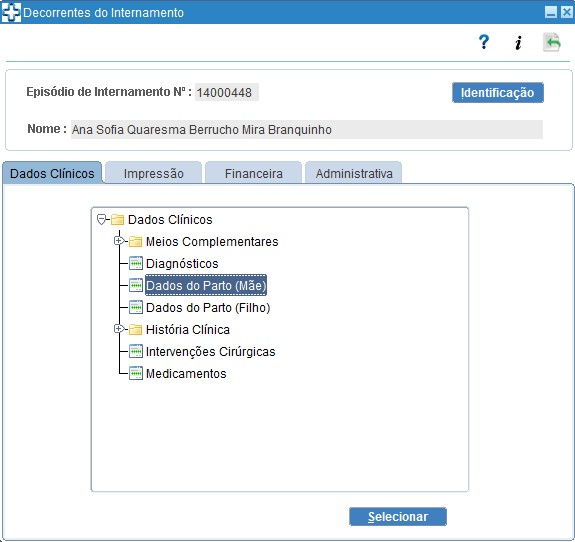 Decorrentes do Internamento
? i
Episódio de Internamento Nº : 14000448 Identificação
Nome : Ana Sofia Quaresma Berrucho Mira Branquinho
Dados Clínicos Impressão Financeira Administrativa
Dados Clínicos
Meios Complementares
Diagnósticos
Dados do Parto (Mãe)
Dados do Parto (Filho)
História Clínica
Intervenções Cirúrgicas
Medicamentos
Selecionar